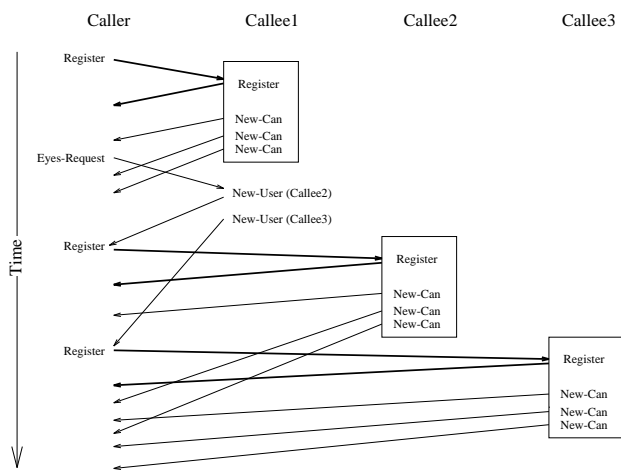 Caller Callee1 Callee2 Callee3
Register
Register
New-Can
New-Can
New-Can
Eyes-Request
New-User (Callee2)
New-User (Callee3)
Register
Register
New-Can
New-Can
New-Can
Register
Register
New-Can
New-Can
New-Can
Time